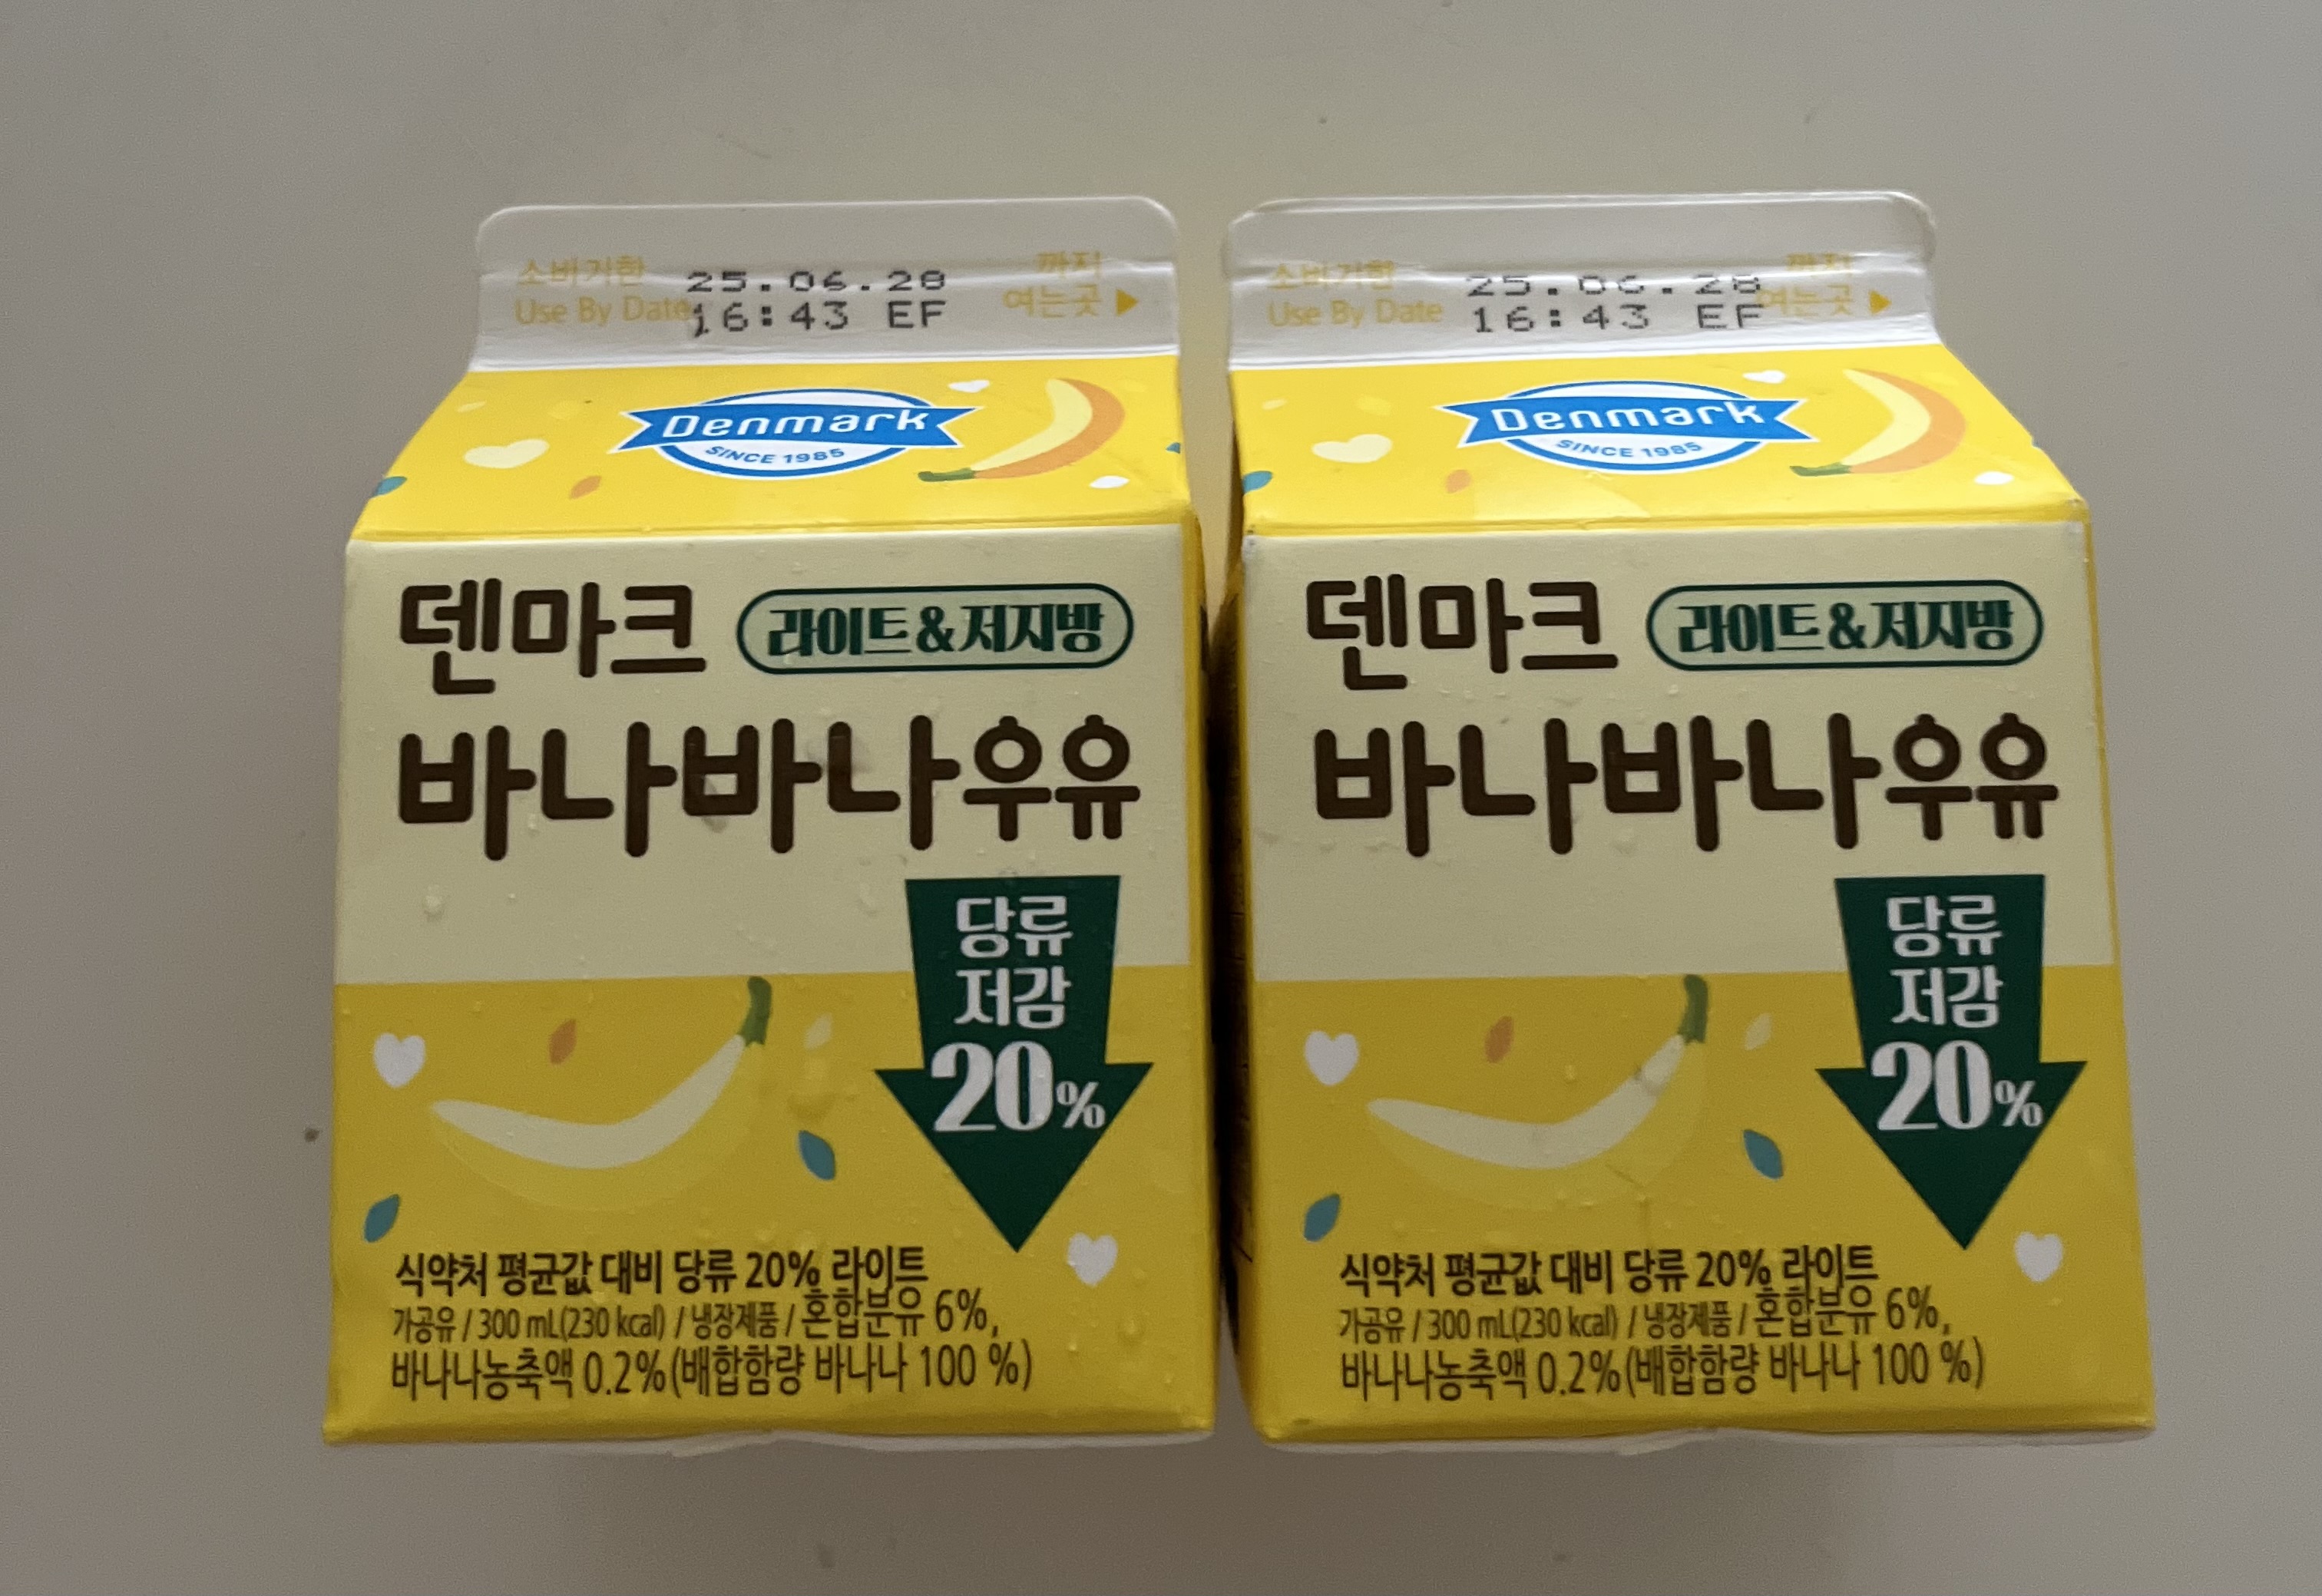 소비기한 25.06.28 까지
Use By Date 16:43 EF 여는곳 ▶
Denmark
SINCE 1985
덴마크 라이트&저지방
바나바나우유
당류
저감
20%
식약처 평균값 대비 당류 20% 라이트
가공유 / 300 mL(230 kcal) / 냉장제품 / 혼합분유 6%,
바나나농축액 0.2%(배합함량 바나나 100 %)
소비기한 25.06.28 까지
Use By Date 16:43 EF 여는곳 ▶
Denmark
SINCE 1985
덴마크 라이트&저지방
바나바나우유
당류
저감
20%
식약처 평균값 대비 당류 20% 라이트
가공유 / 300 mL(230 kcal) / 냉장제품 / 혼합분유 6%,
바나나농축액 0.2%(배합함량 바나나 100 %)